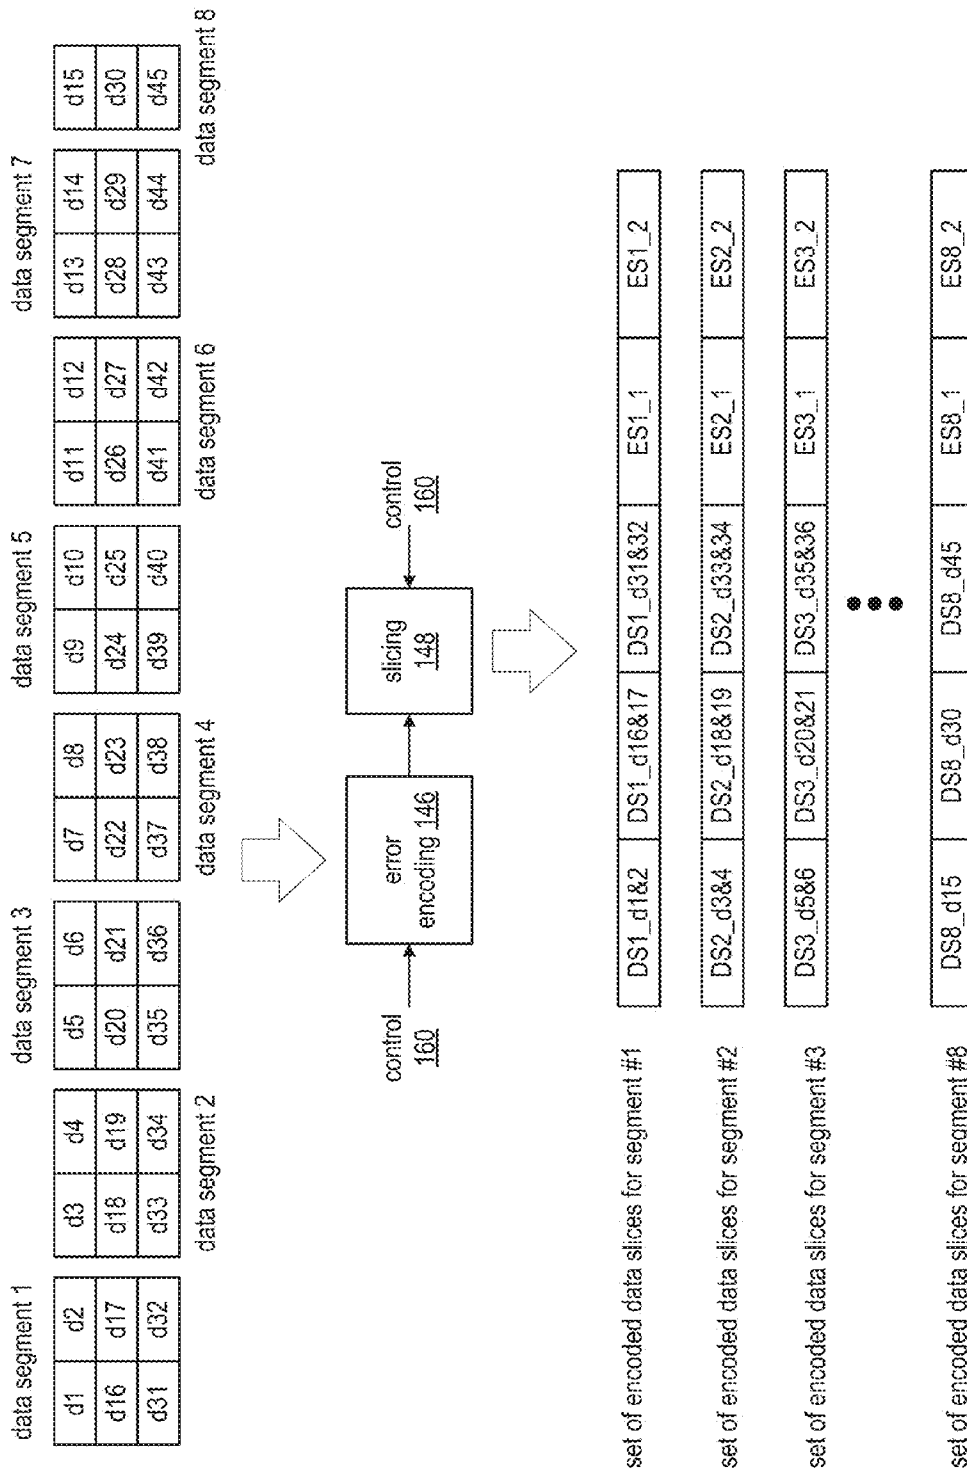 data segment 1
data segment 3
data segment 5
data segment 7
d1 d2 d3 d4 d5 d6 d7 d8 d9 d10 d11 d12 d13 d14 d15
d16 d17 d18 d19 d20 d21 d22 d23 d24 d25 d26 d27 d28 d29 d30
d31 d32 d33 d34 d35 d36 d37 d38 d39 d40 d41 d42 d43 d44 d45
data segment 2
data segment 4
data segment 6
data segment 8
control
160
error
encoding 146
slicing
148
control
160
set of encoded data slices for segment #1 DS1_d1&2 DS1_d16&17 DS1_d31&32 ES1_1 ES1_2
set of encoded data slices for segment #2 DS2_d3&4 DS2_d18&19 DS2_d33&34 ES2_1 ES2_2
set of encoded data slices for segment #3 DS3_d5&6 DS3_d20&21 DS3_d35&36 ES3_1 ES3_2
set of encoded data slices for segment #8 DS8_d15 DS8_d30 DS8_d45 ES8_1 ES8_2